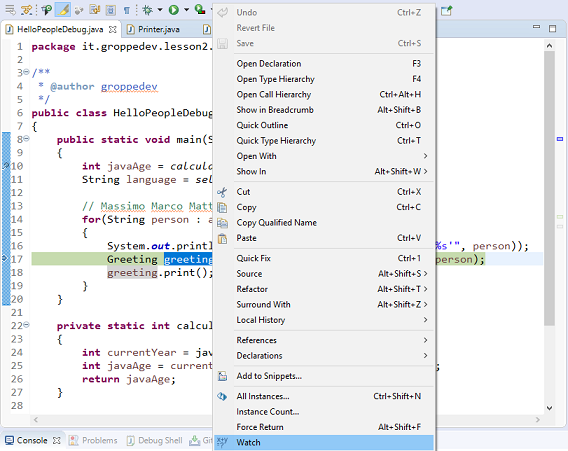 HelloPeopleDebug.java
Printer.java
1 package it.groppedev.lesson2.
2
3 /**
4 * @author groppedev
5 */
6 public class HelloPeopleDebug
7 {
8 public static void main(S
9 {
10 int javaAge = calcula
11 String language = sel
12
13 // Massimo Marco Matt
14 for(String person : a
15 {
16 System.out.printl %s'", person));
17 Greeting greeting person);
18 greeting.print();
19 }
20 }
21
22 private static int calcul
23 {
24 int currentYear = jav
25 int javaAge = current ;
26 return javaAge;
27 }
28
Undo Ctrl+Z
Revert File
Save Ctrl+S
Open Declaration F3
Open Type Hierarchy F4
Open Call Hierarchy Ctrl+Alt+H
Show in Breadcrumb Alt+Shift+B
Quick Outline Ctrl+O
Quick Type Hierarchy Ctrl+T
Open With
Show In Alt+Shift+W
Cut Ctrl+X
Copy Ctrl+C
Copy Qualified Name
Paste Ctrl+V
Quick Fix Ctrl+1
Source Alt+Shift+S
Refactor Alt+Shift+T
Surround With Alt+Shift+Z
Local History
References
Declarations
Add to Snippets...
All Instances... Ctrl+Shift+N
Instance Count...
Force Return Alt+Shift+F
Watch
Console
Problems
Debug Shell
Git